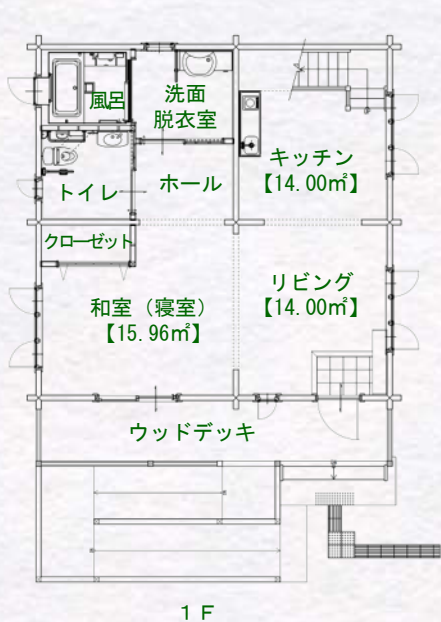 風呂
洗面
脱衣室
キッチン
【14.00㎡】
トイレ
ホール
クローゼット
和室（寝室）
【15.96㎡】
リビング
【14.00㎡】
ウッドデッキ
1F